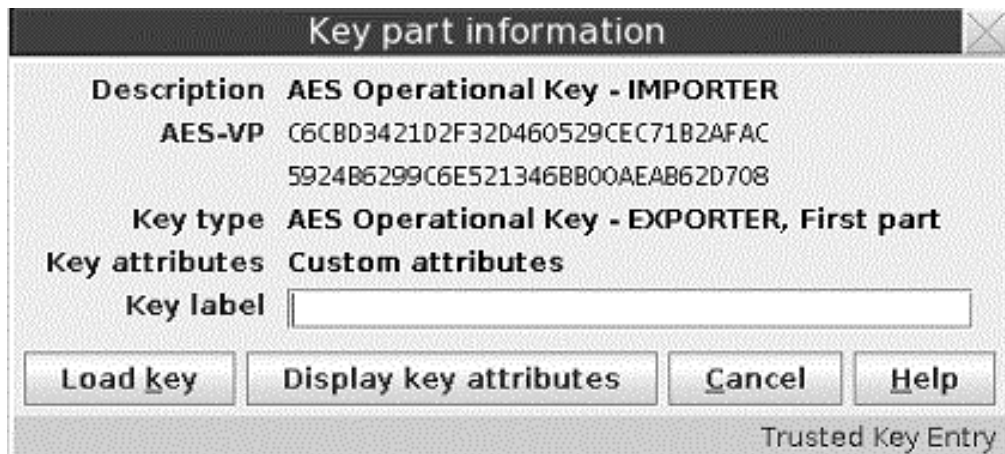 Key part information
Description AES Operational Key - IMPORTER
AES-VP C6CBD3421D2F32D460529CEC71B2AFAC
5924B6299C6E521346BB00AEAB62D708
Key type AES Operational Key - EXPORTER, First part
Key attributes Custom attributes
Key label
Load key Display key attributes Cancel Help
Trusted Key Entry